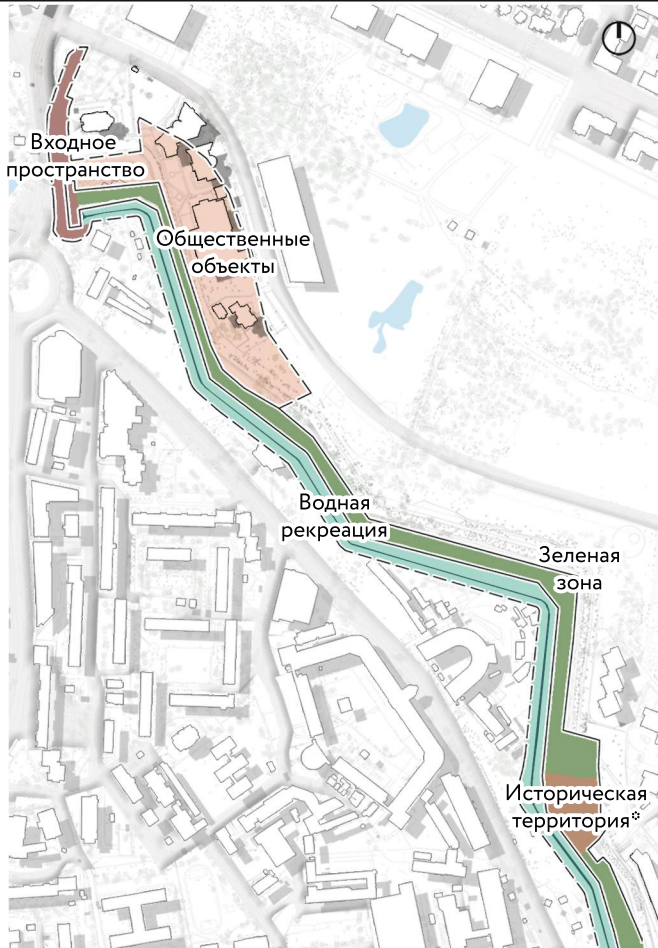 Входное
пространство
Общественные
объекты
Водная
рекреация
Зеленая
зона
Историческая
территория*